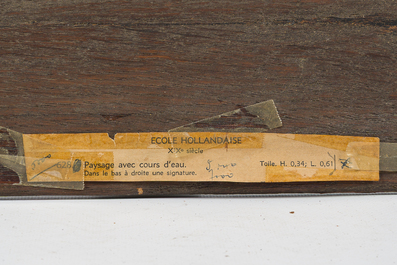 ECOLE HOLLANDAISE
XIXe siècle
Paysage avec cours d'eau. Toile. H. 0,34; L. 0,61
Dans le bas à droite une signature.